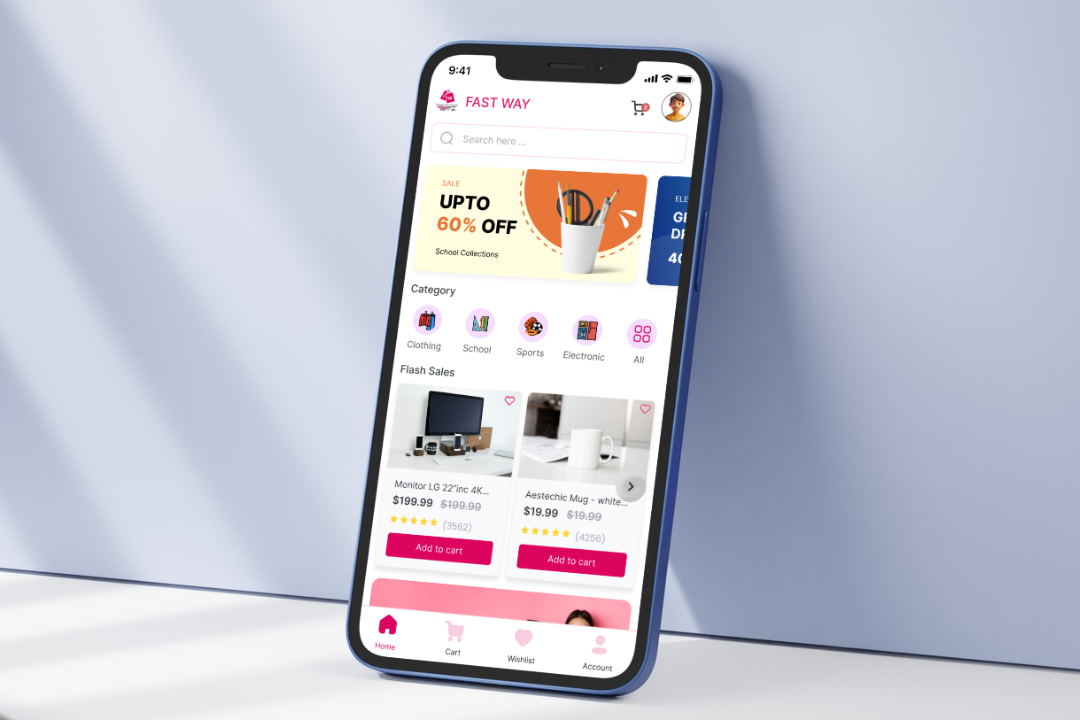 9:41
FAST WAY
2
Search here ...
SALE
UPTO
60% OFF
School Collections
Category
Clothing
School
Sports
Electronic
All
Flash Sales
Monitor LG 22"inc 4K...
$199.99 $199.99
(3562)
Add to cart
Aestechic Mug - white...
$19.99 $19.99
(4256)
Add to cart
Home
Cart
Wishlist
Account